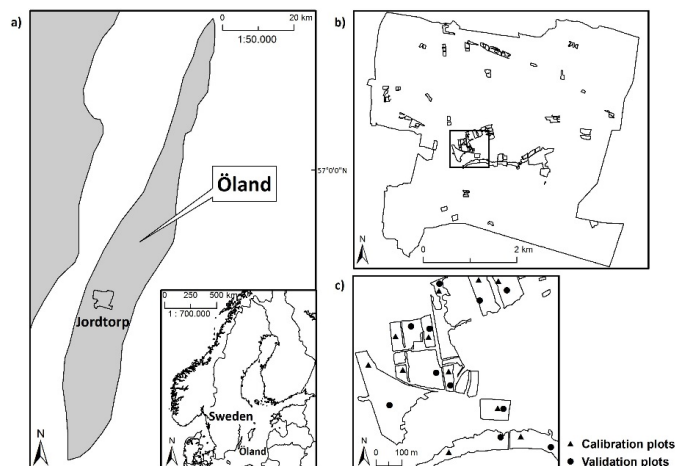 a)
0 20 km
1:50.000
57°0'0"N
Öland
Jordtorp
N
0 250 500 km
1 : 700.000
Sweden
Öland
N
b)
N
0 2 km
c)
N
0 100 m
Calibration plots
Validation plots